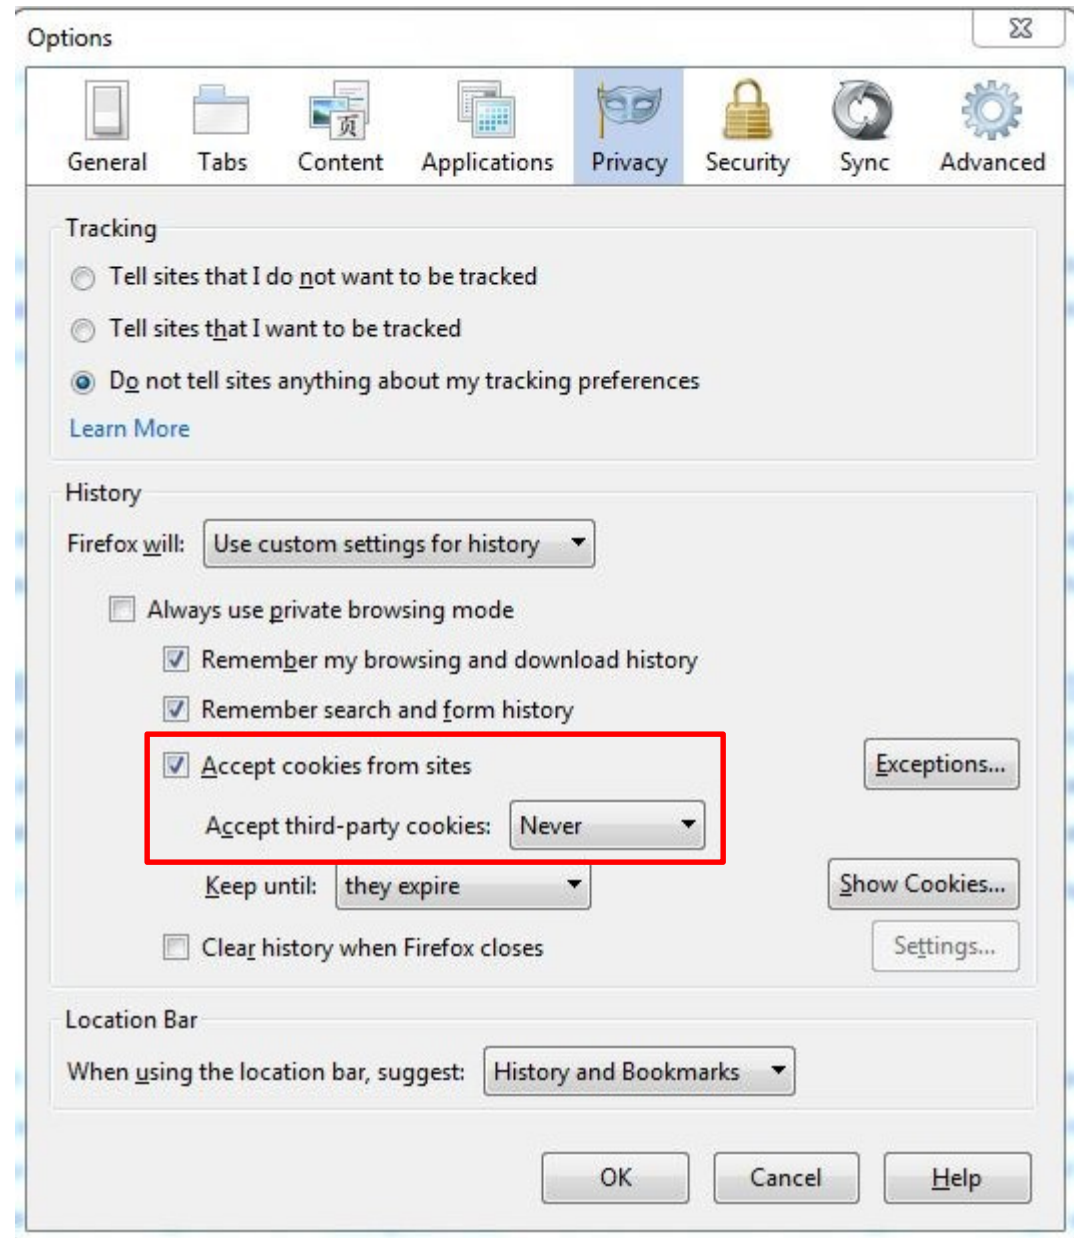 Options
页
General Tabs Content Applications Privacy Security Sync Advanced
Tracking
Tell sites that I do not want to be tracked
Tell sites that I want to be tracked
Do not tell sites anything about my tracking preferences
Learn More
History
Firefox will: Use custom settings for history
Always use private browsing mode
Remember my browsing and download history
Remember search and form history
Accept cookies from sites Exceptions...
Accept third-party cookies: Never
Keep until: they expire Show Cookies...
Clear history when Firefox closes Settings...
Location Bar
When using the location bar, suggest: History and Bookmarks
OK Cancel Help